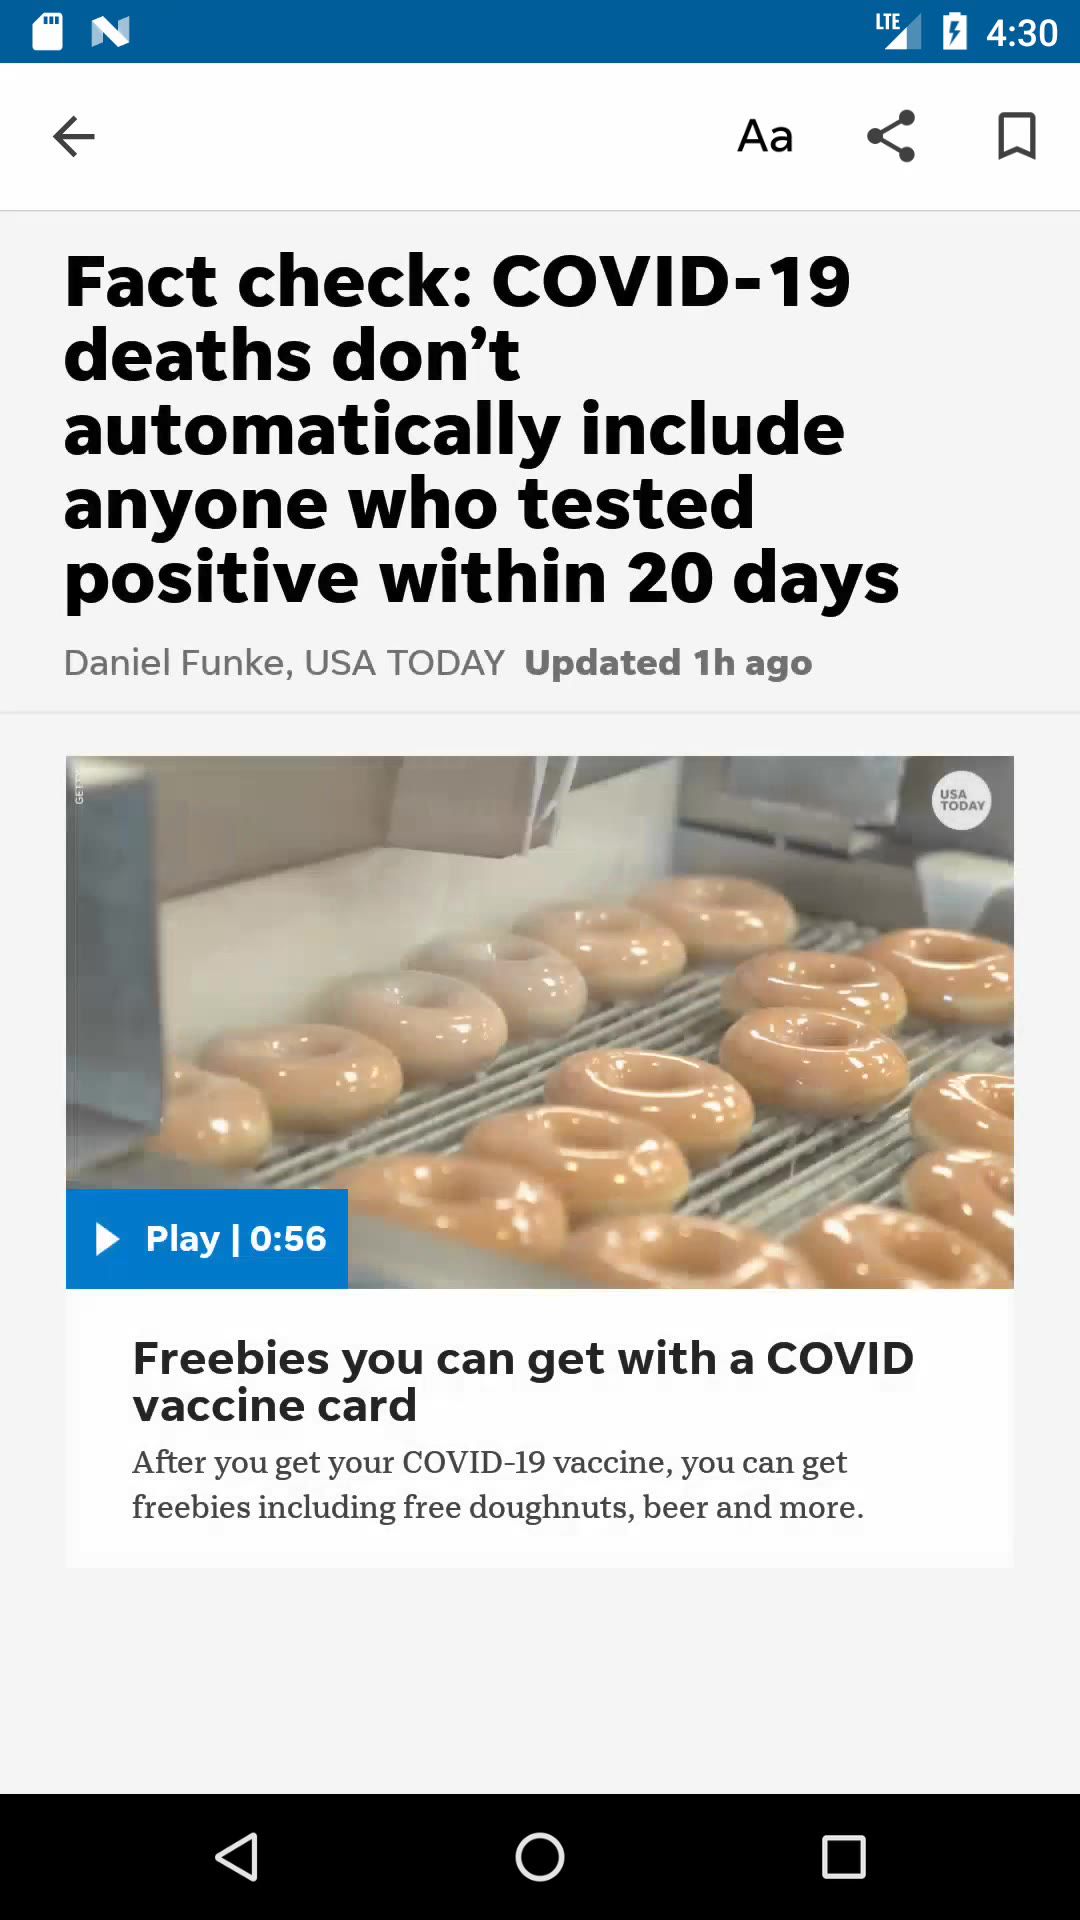 LTE 4:30
Aa
Fact check: COVID-19
deaths don’t
automatically include
anyone who tested
positive within 20 days
Daniel Funke, USA TODAY Updated 1h ago
USA
TODAY
Play | 0:56
Freebies you can get with a COVID
vaccine card
After you get your COVID-19 vaccine, you can get
freebies including free doughnuts, beer and more.